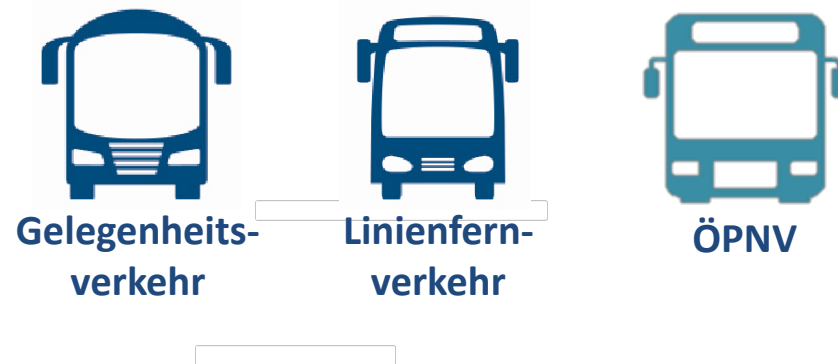 Gelegenheits-
verkehr
Linienfern-
verkehr
ÖPNV